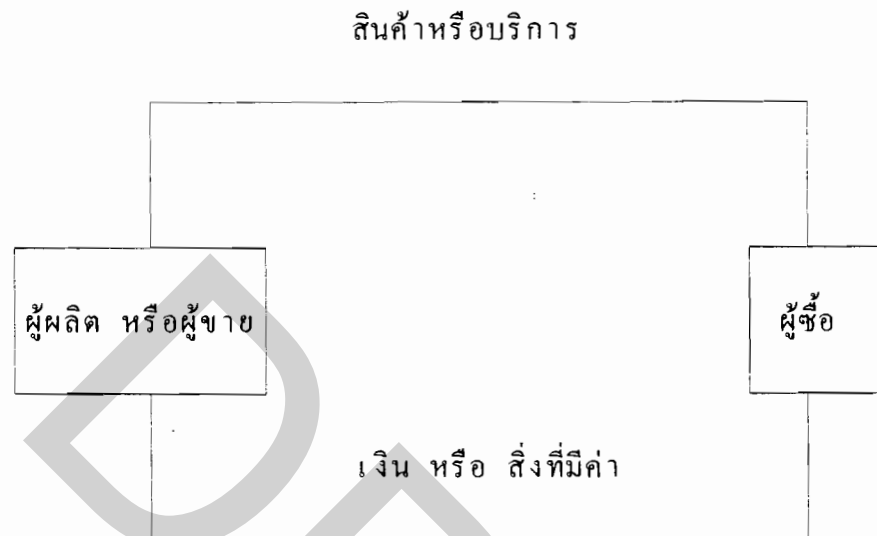 สินค้าหรือบริการ
ผู้ผลิต หรือผู้ขาย
ผู้ซื้อ
เงิน หรือ สิ่งที่มีค่า